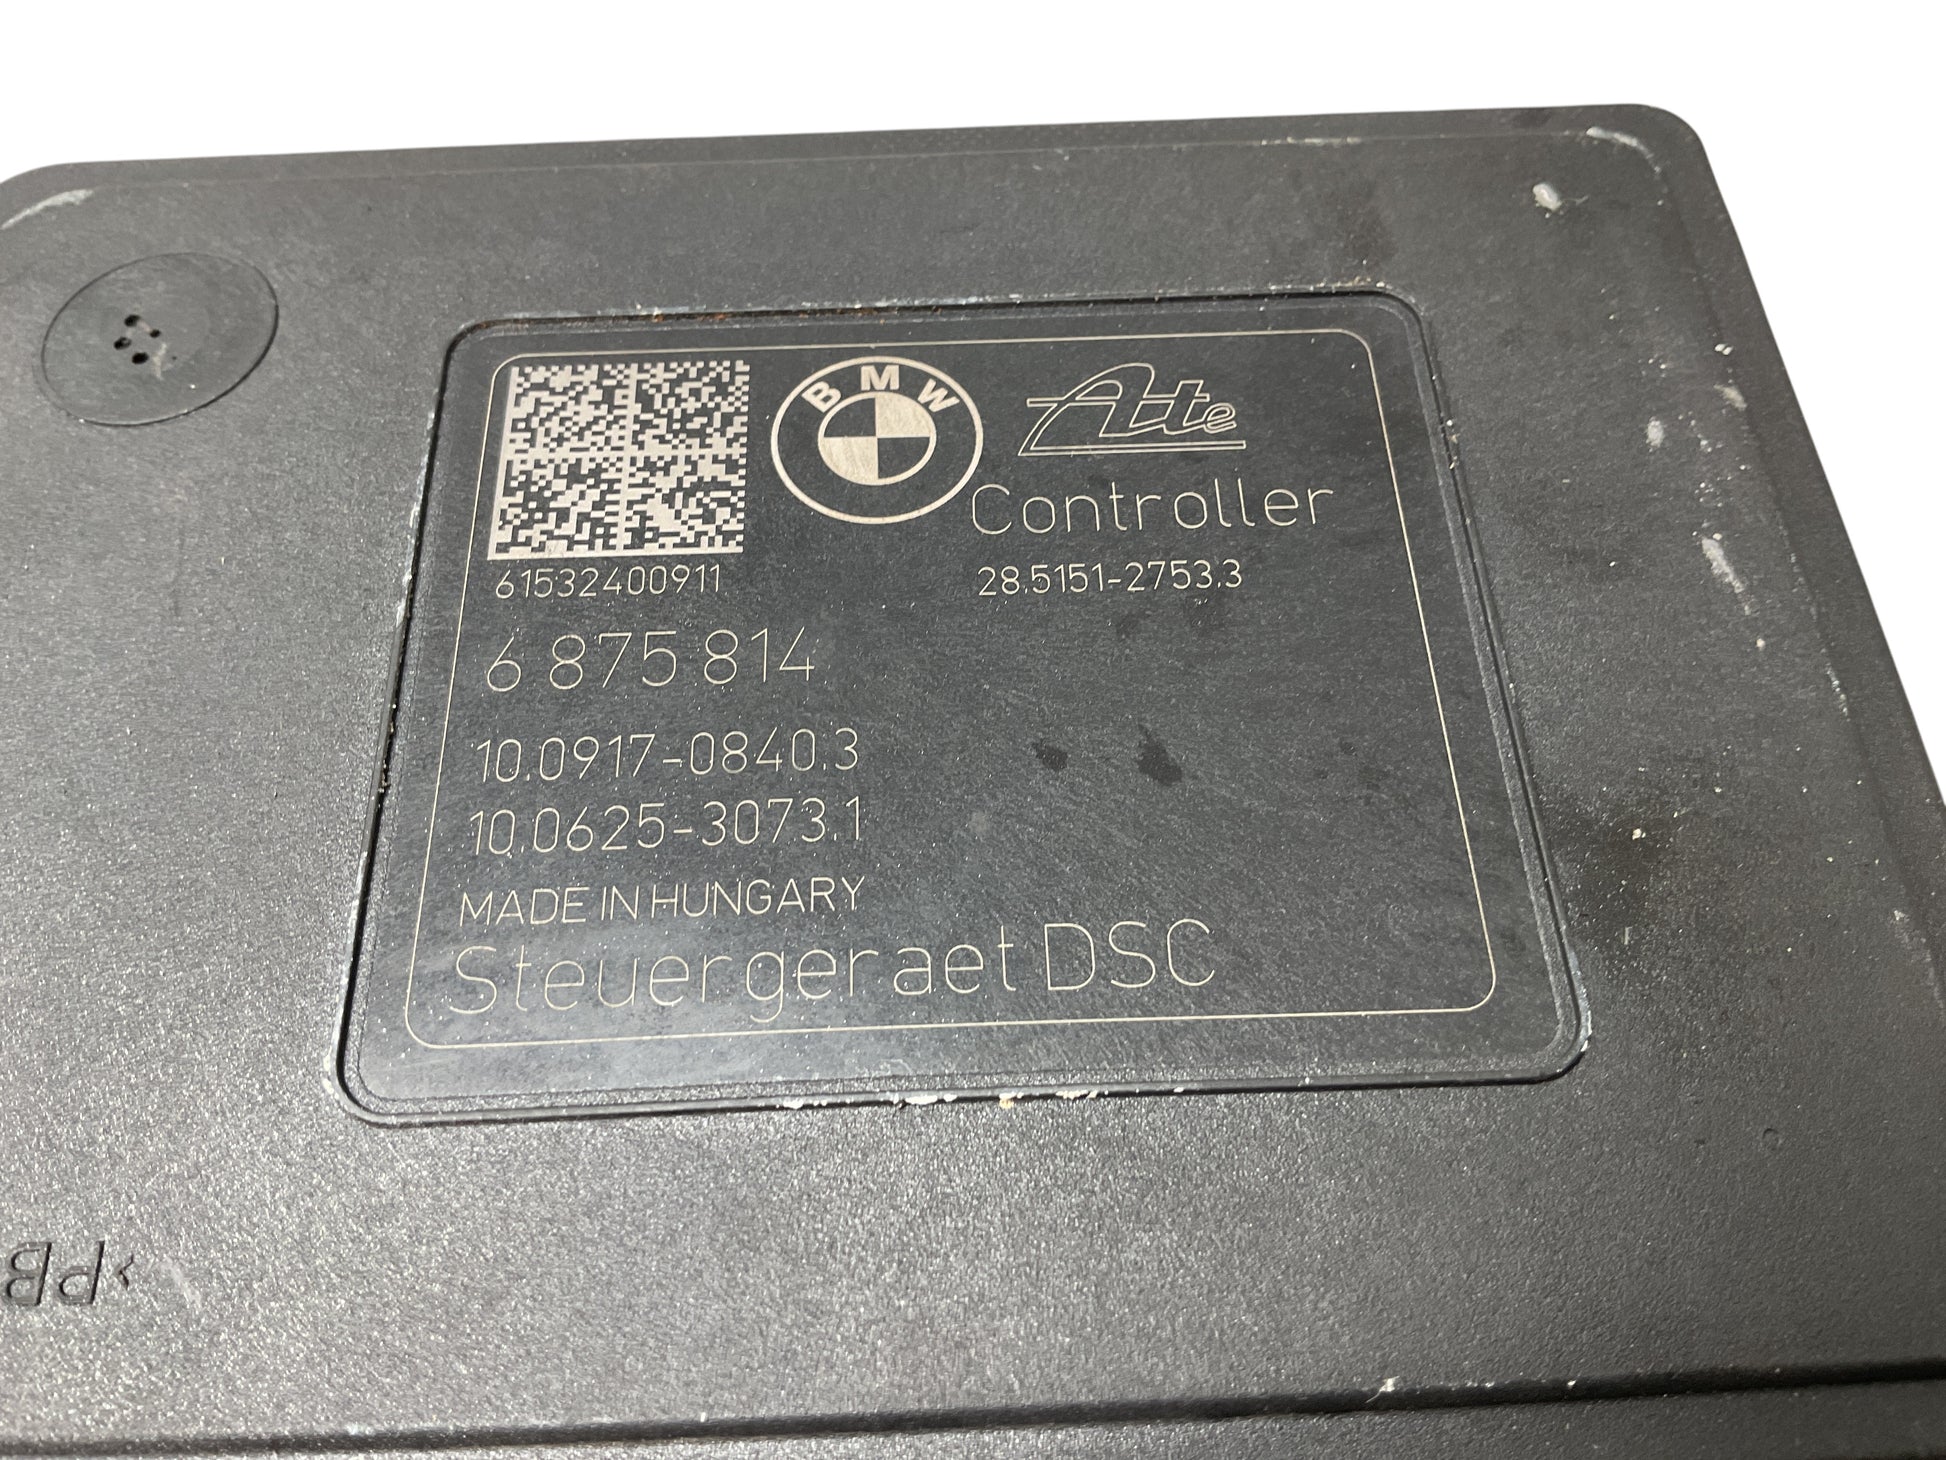 BMW
Ate
Controller
61532400911
28.5151-2753.3
6 875 814
10.0917-0840.3
10.0625-3073.1
MADE IN HUNGARY
Steuergeraet DSC
>PB